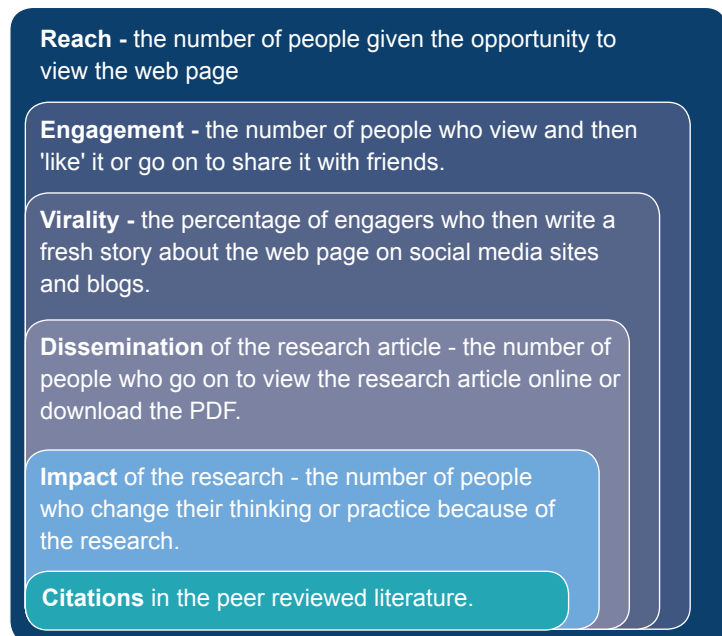 Reach - the number of people given the opportunity to
view the web page
Engagement - the number of people who view and then
'like' it or go on to share it with friends.
Virality - the percentage of engagers who then write a
fresh story about the web page on social media sites
and blogs.
Dissemination of the research article - the number of
people who go on to view the research article online or
download the PDF.
Impact of the research - the number of people
who change their thinking or practice because of
the research.
Citations in the peer reviewed literature.